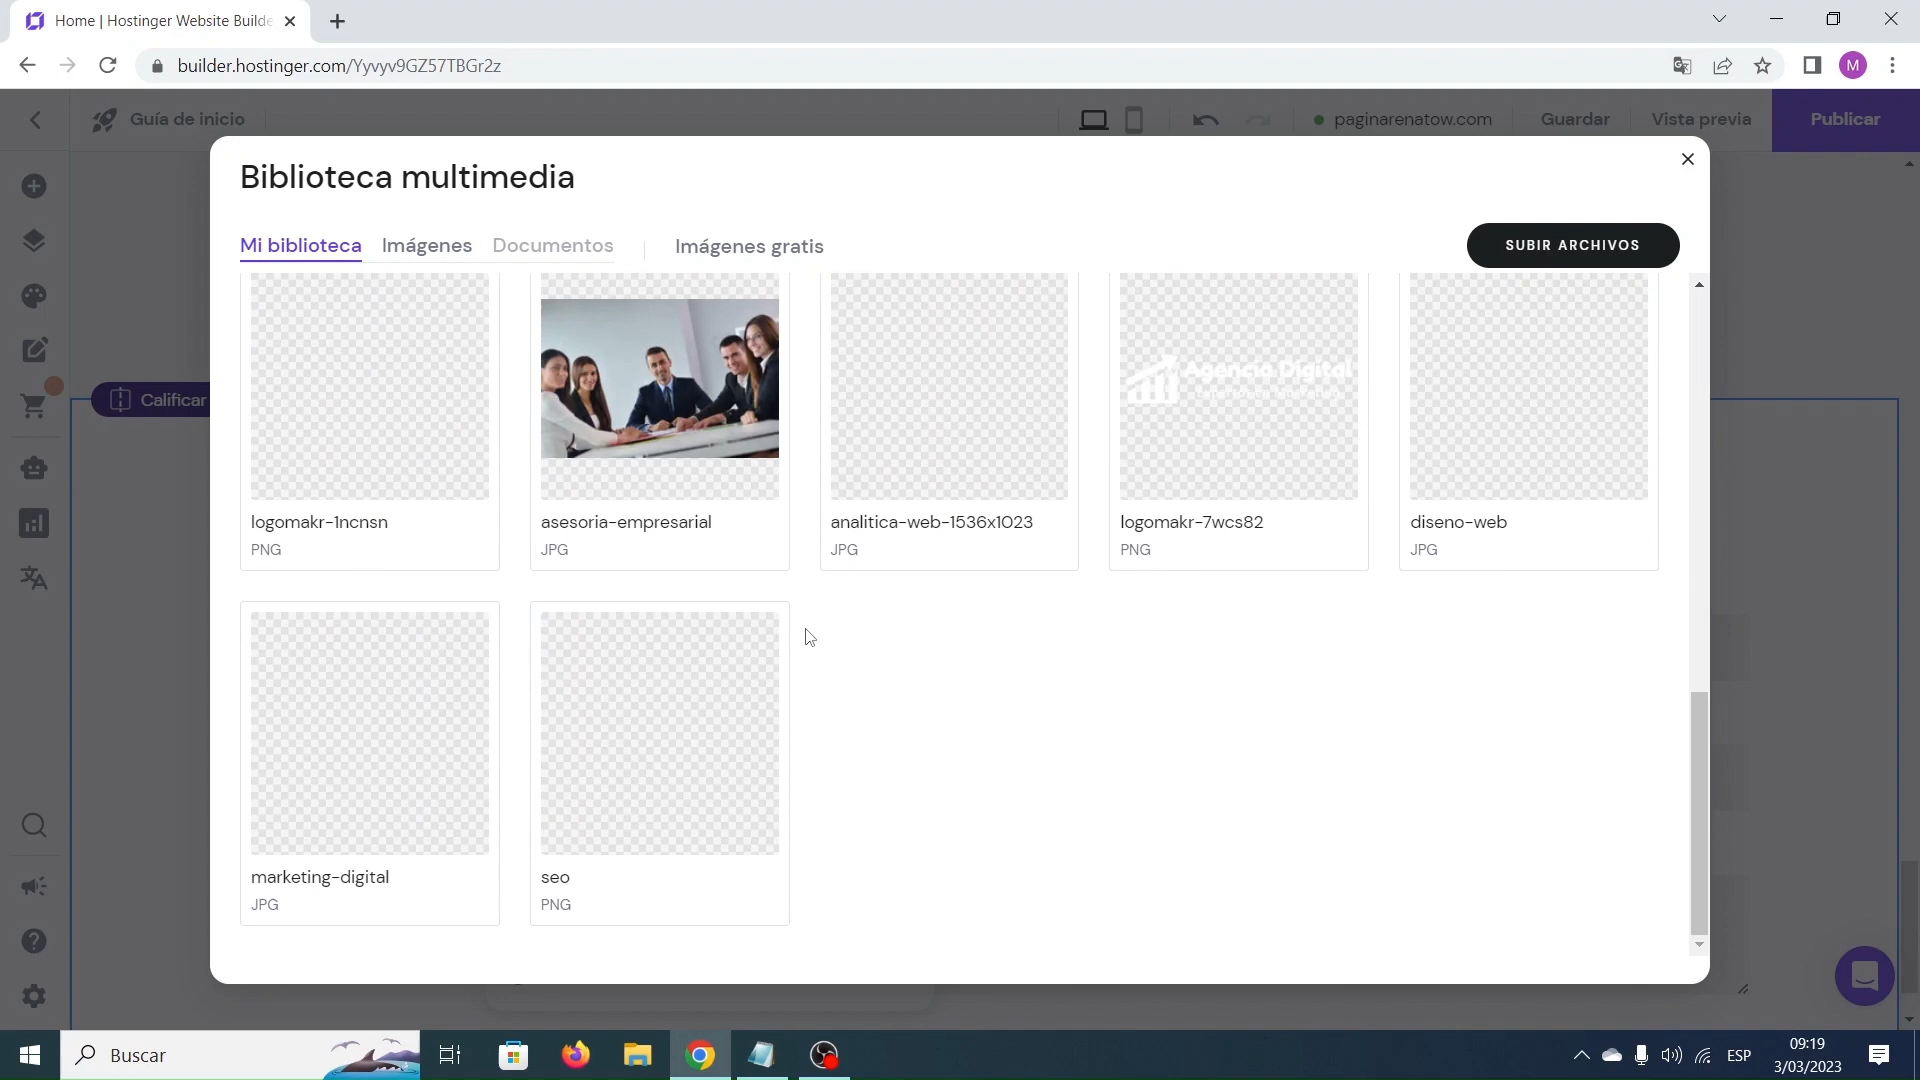 Home | Hostinger Website Builde
builder.hostinger.com/Yyvyv9GZ57TBGr2z
M
Guía de inicio
paginarenatow.com
Guardar
Vista previa
Publicar
Biblioteca multimedia
Mi biblioteca
Imágenes
Documentos
Imágenes gratis
SUBIR ARCHIVOS
Calificar
Agencia Digital
logomakr-1ncnsn
asesoria-empresarial
analitica-web-1536x1023
logomakr-7wcs82
diseno-web
PNG
JPG
JPG
PNG
JPG
marketing-digital
seo
JPG
PNG
Buscar
ESP
09:19
3/03/2023